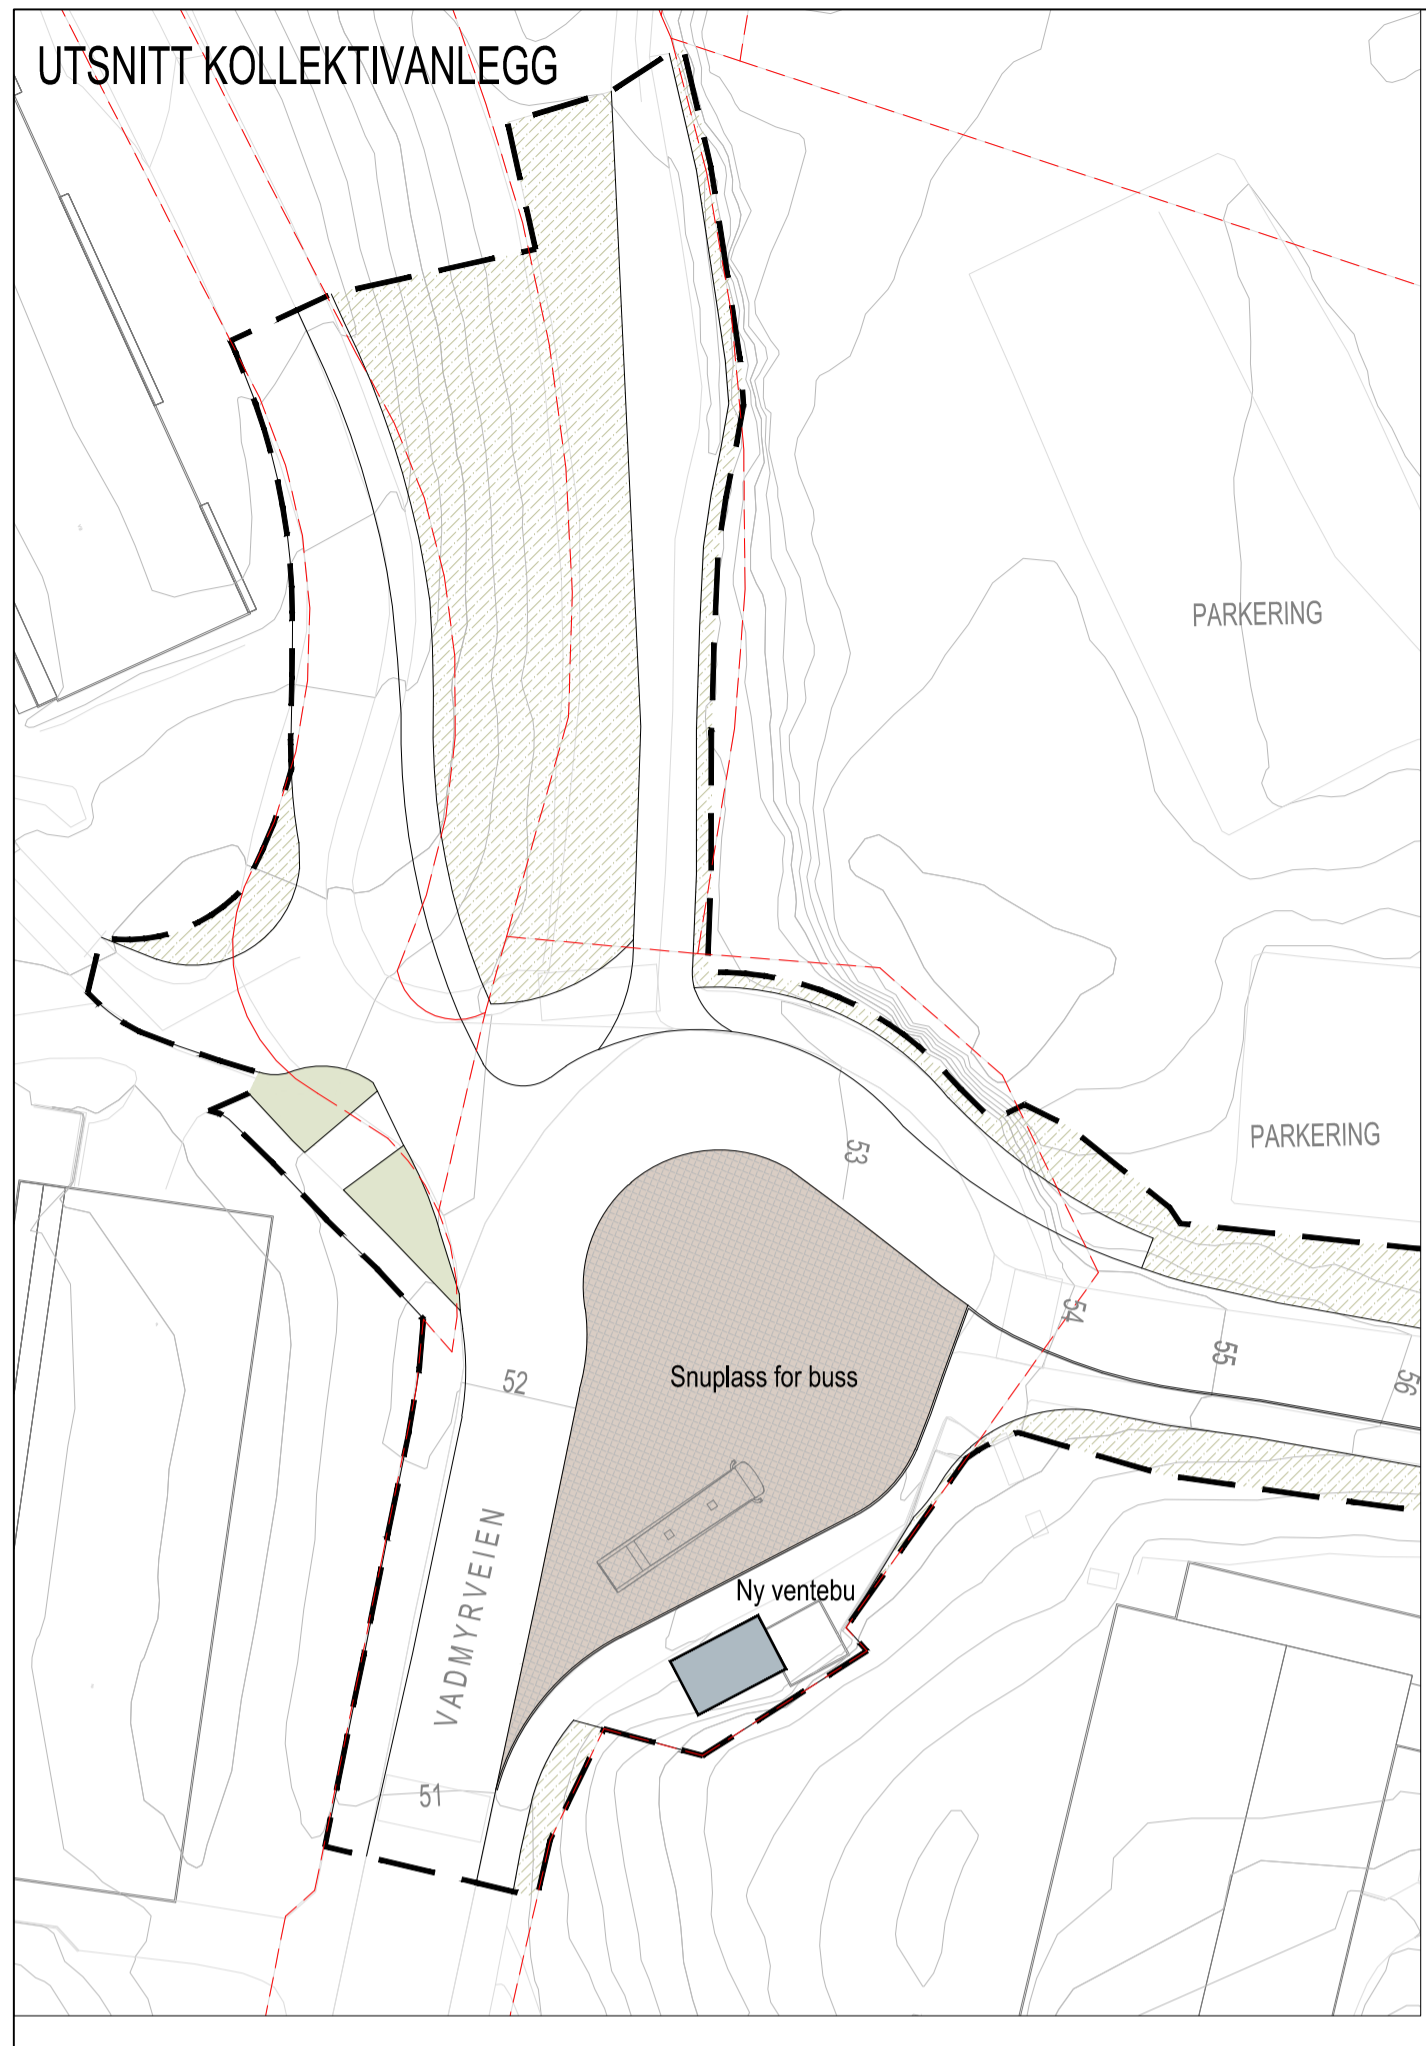 UTSNITT KOLLEKTIVANLEGG
PARKERING
PARKERING
53
54
55
56
52
Snuplass for buss
VADMYRVEIEN
Ny ventebu
51